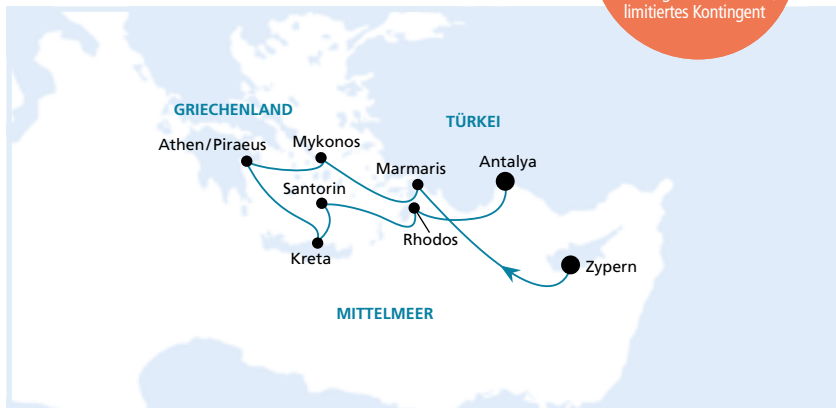 limitiertes Kontingent
GRIECHENLAND
TÜRKEI
Athen/Piraeus
Mykonos
Marmaris
Antalya
Santorin
Rhodos
Kreta
Zypern
MITTELMEER